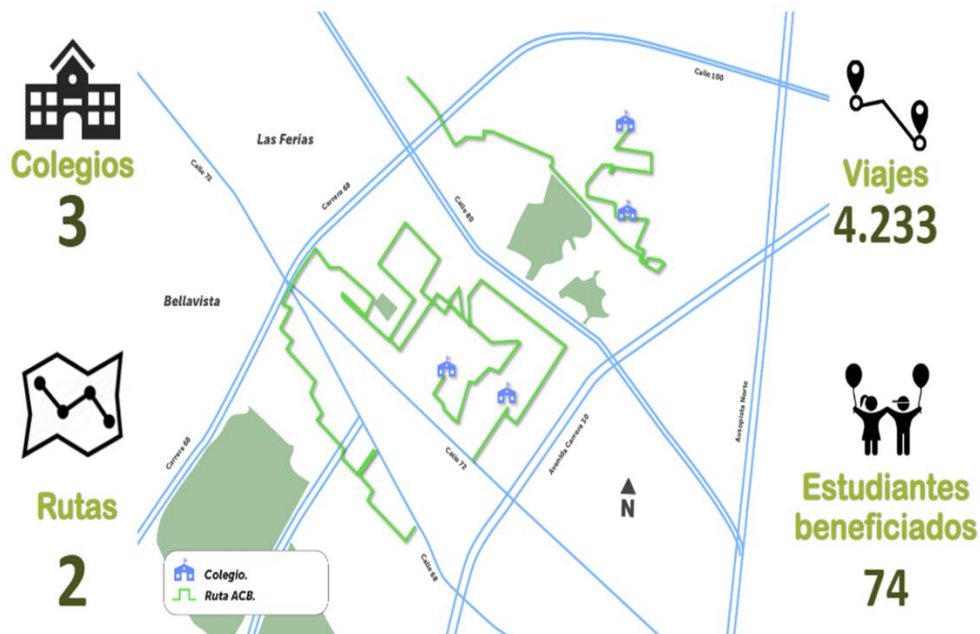 Colegios
3
Rutas
2
Calle 100
Las Ferias
Calle 72
Carrera 68
Calle 80
Bellavista
Carrera 68
Calle 72
Avenida Carrera 30
Autopista Norte
N
Calle 68
Colegio.
Ruta ACB.
Viajes
4.233
Estudiantes
beneficiados
74